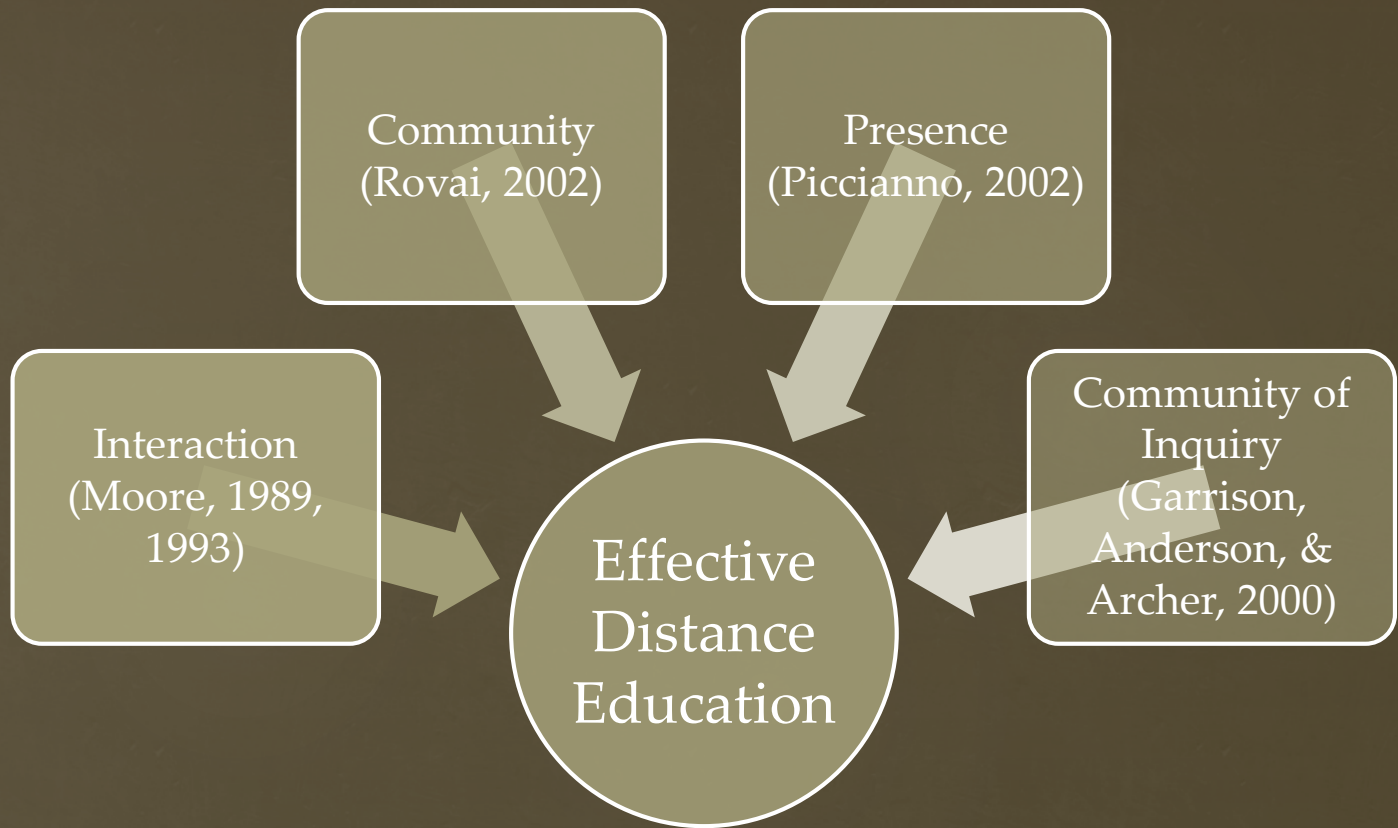 Community
(Rovai, 2002)
Presence
(Piccianno, 2002)
Interaction
(Moore, 1989,
1993)
Community of
Inquiry
(Garrison,
Anderson, &
Archer, 2000)
Effective
Distance
Education